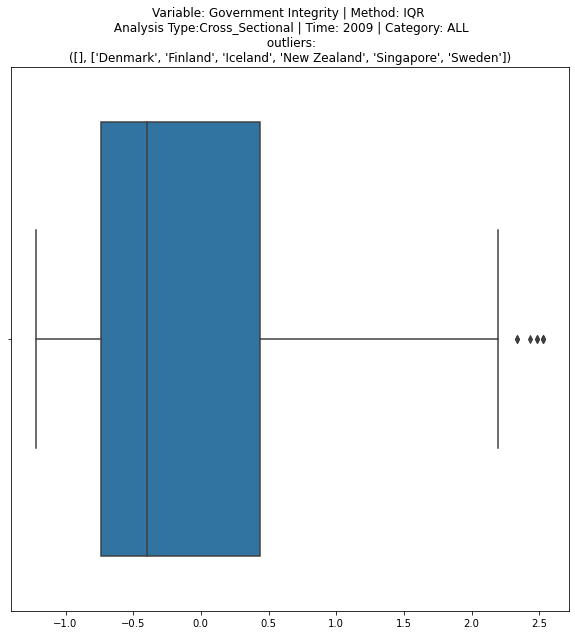 Variable: Government Integrity | Method: IQR
Analysis Type:Cross_Sectional | Time: 2009 | Category: ALL
outliers:
([], ['Denmark', 'Finland', 'Iceland', 'New Zealand', 'Singapore', 'Sweden'])
−1.0 −0.5 0.0 0.5 1.0 1.5 2.0 2.5